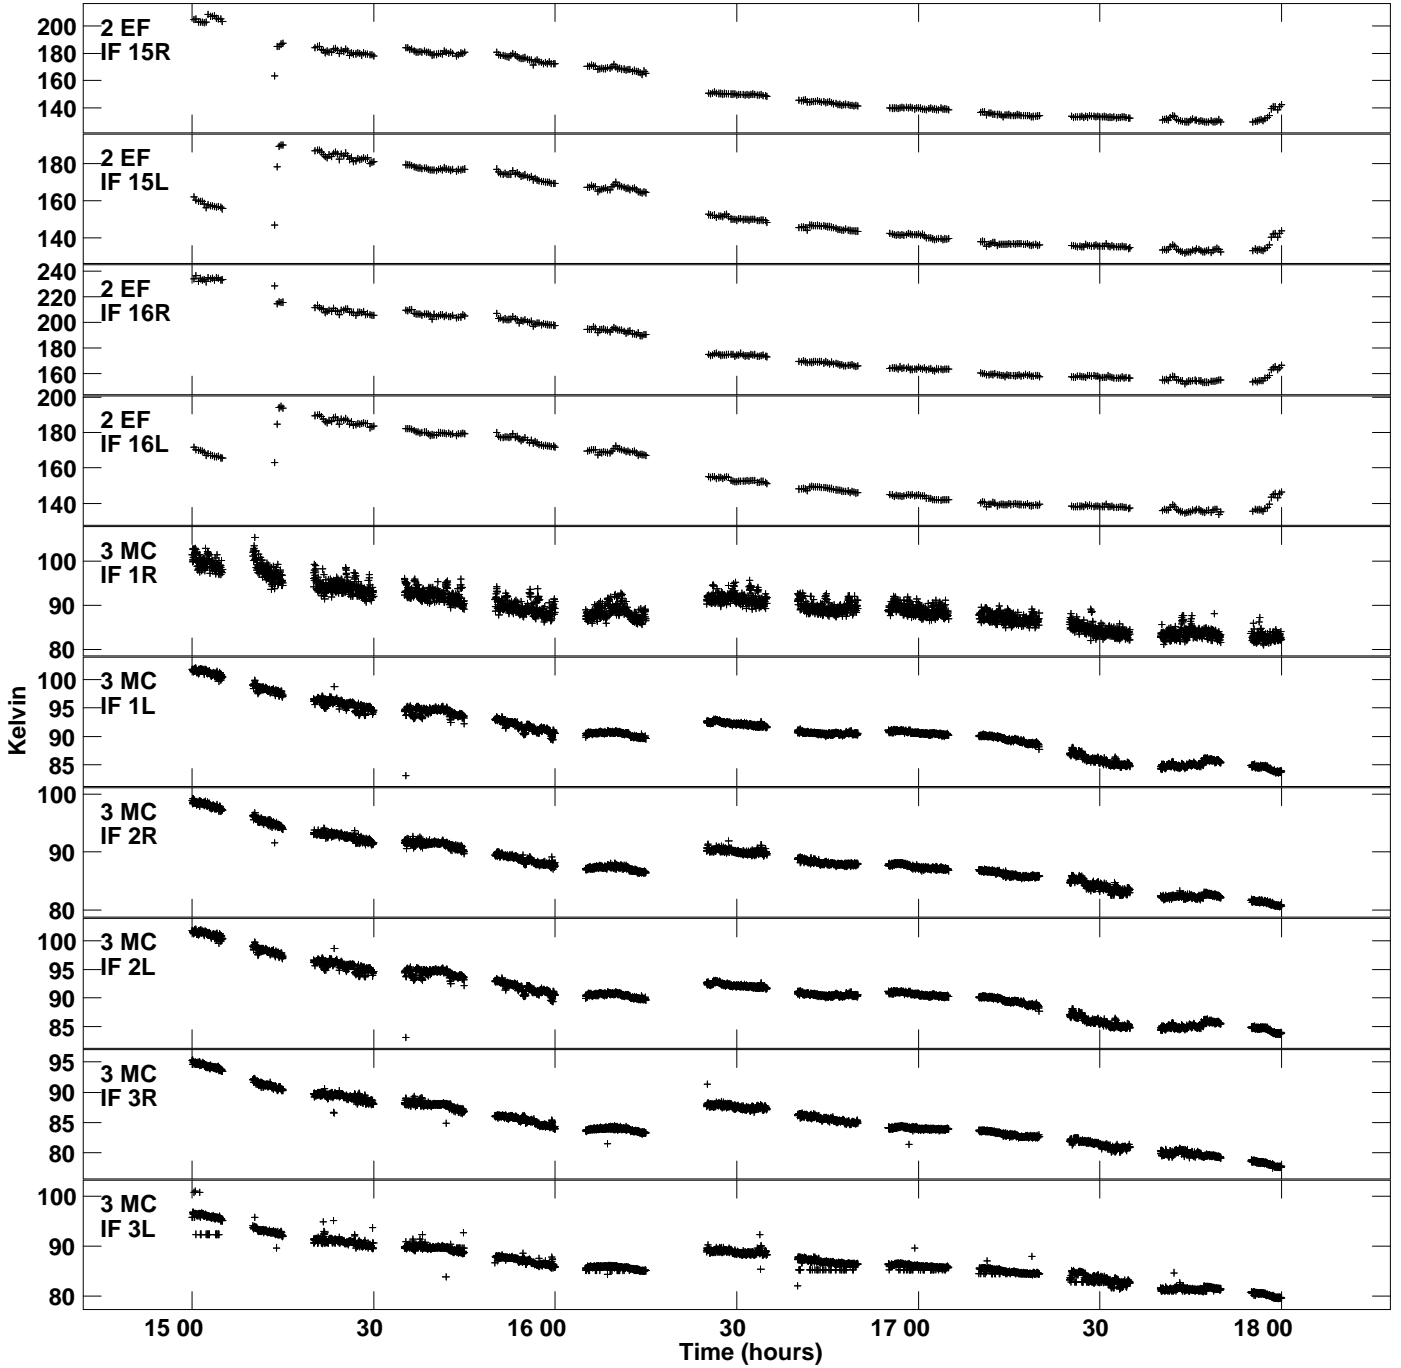 2 EF
IF 15R
200
180
160
140
2 EF
IF 15L
180
160
140
2 EF
IF 16R
240
220
200
180
160
2 EF
IF 16L
200
180
160
140
3 MC
IF 1R
100
90
80
3 MC
IF 1L
100
95
90
85
3 MC
IF 2R
100
90
80
3 MC
IF 2L
100
95
90
85
3 MC
IF 3R
95
90
85
80
3 MC
IF 3L
100
90
80
Kelvin
15 00 30 16 00 30 17 00 30 18 00
Time (hours)